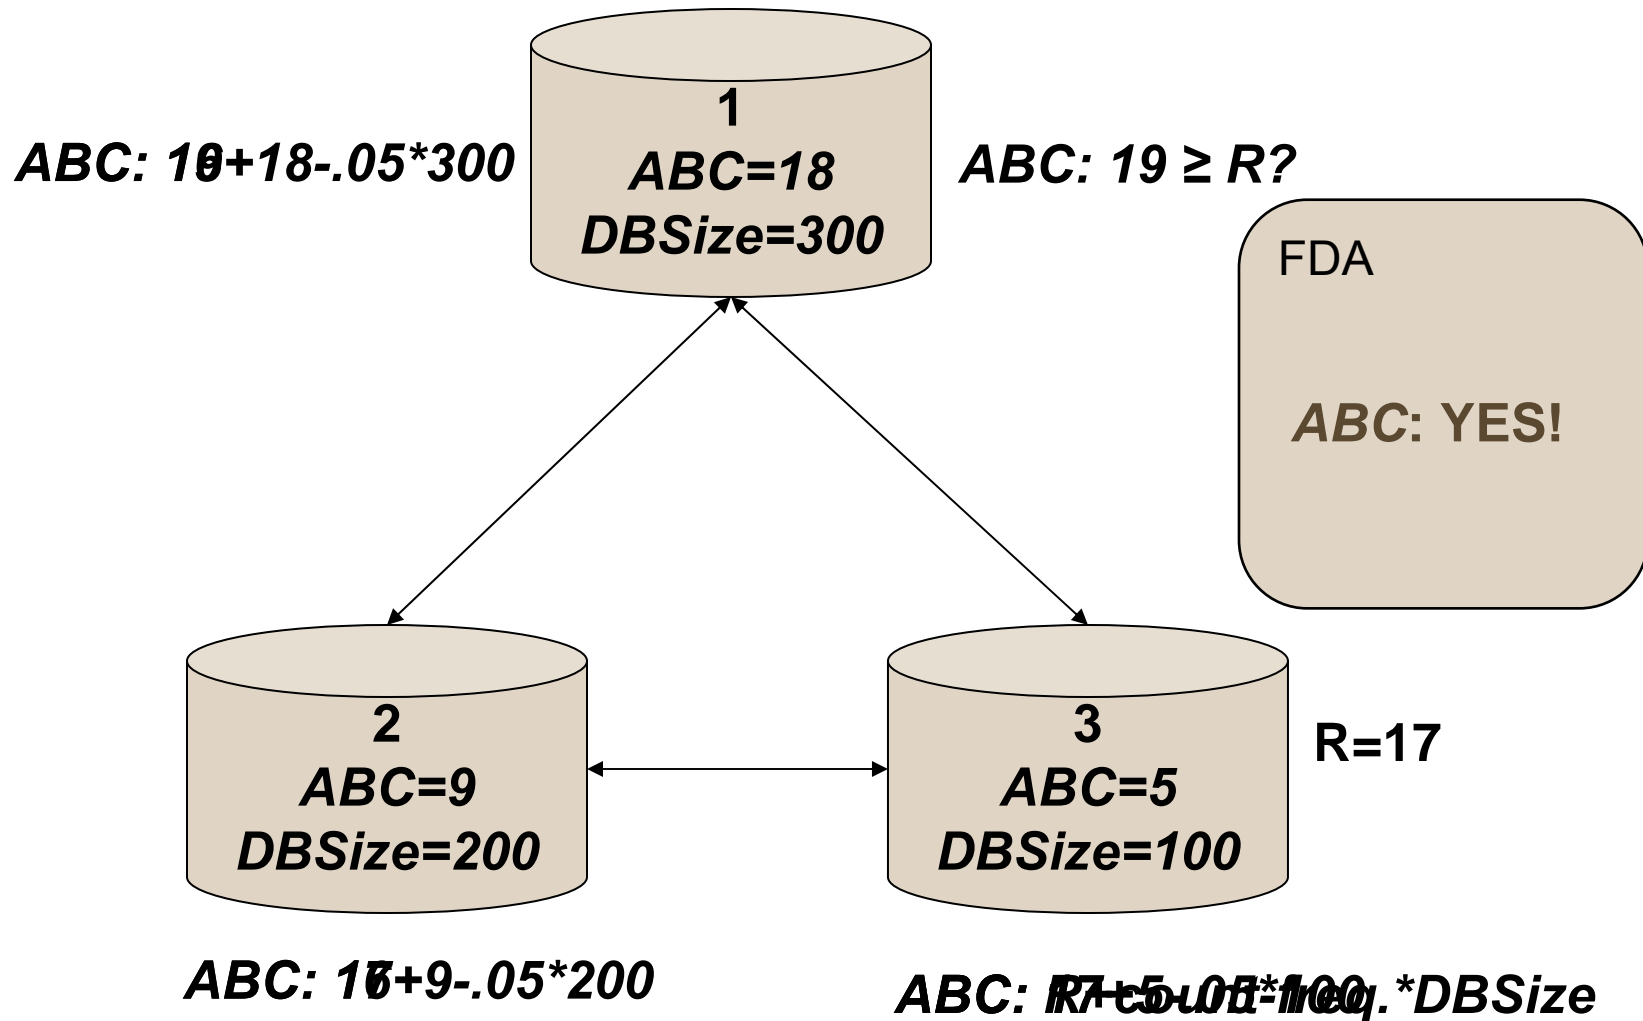 1
ABC=18
DBSize=300
ABC: +18-.05*300
ABC: 19 ≥ R?
FDA
ABC: YES!
2
ABC=9
DBSize=200
3
ABC=5
DBSize=100
R=17
ABC: +9-.05*200
ABC: *DBSize